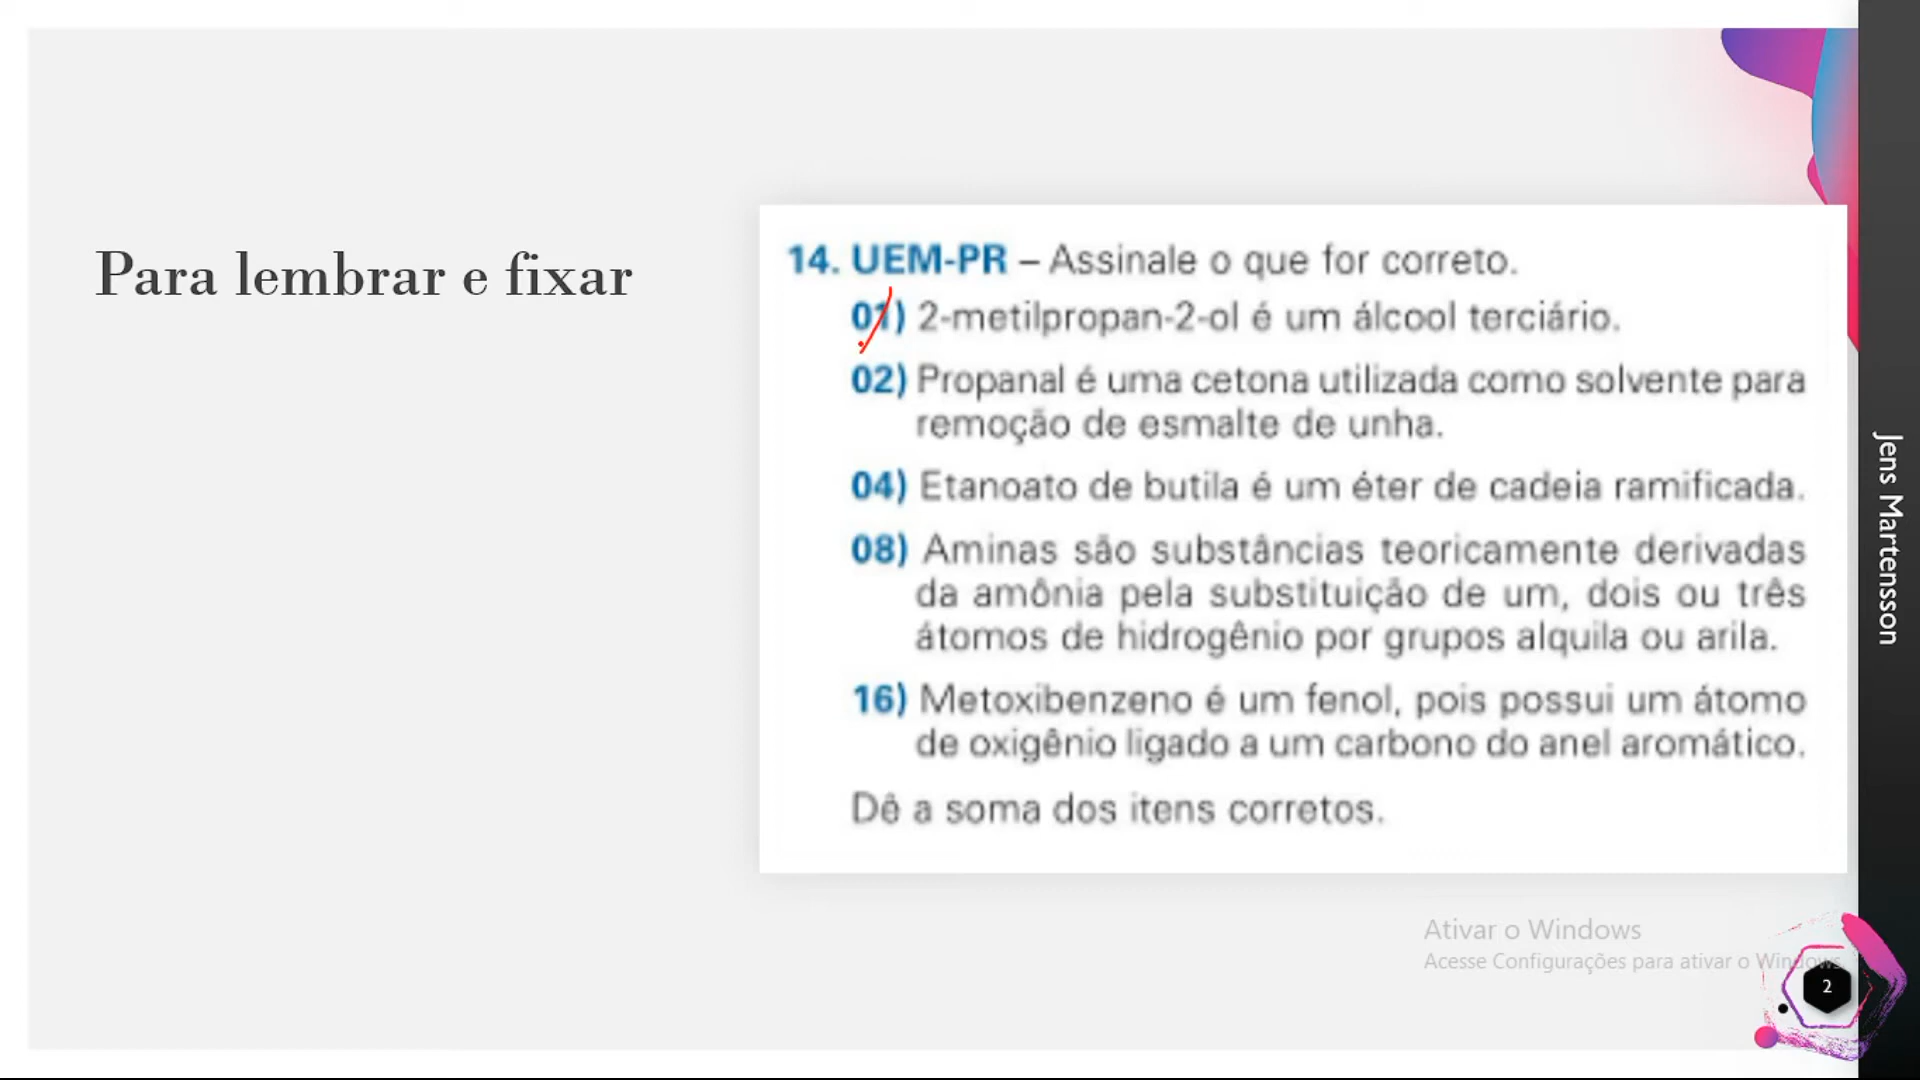 Para lembrar e fixar
14. UEM-PR – Assinale o que for correto.
01) 2-metilpropan-2-ol é um álcool terciário.
02) Propanal é uma cetona utilizada como solvente para
remoção de esmalte de unha.
04) Etanoato de butila é um éter de cadeia ramificada.
08) Aminas são substâncias teoricamente derivadas
da amônia pela substituição de um, dois ou três
átomos de hidrogênio por grupos alquila ou arila.
16) Metoxibenzeno é um fenol, pois possui um átomo
de oxigênio ligado a um carbono do anel aromático.
Dê a soma dos itens corretos.
Jens Martensson
Ativar o Windows
Acesse Configurações para ativar o Windows.
2